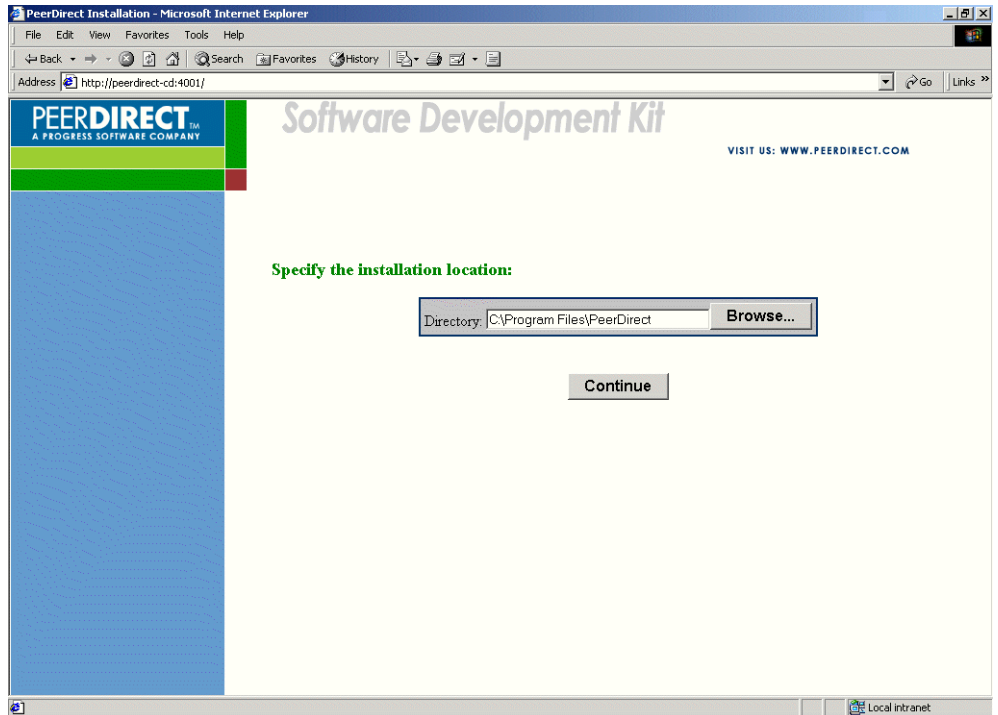 PeerDirect Installation - Microsoft Internet Explorer
File Edit View Favorites Tools Help
Back Search Favorites History
Address http://peerdirect-cd:4001/ Go Links »
PEERDIRECT TM
A PROGRESS SOFTWARE COMPANY
Software Development Kit
VISIT US: WWW.PEERDIRECT.COM
Specify the installation location:
Directory: C:\Program Files\PeerDirect Browse...
Continue
Local intranet